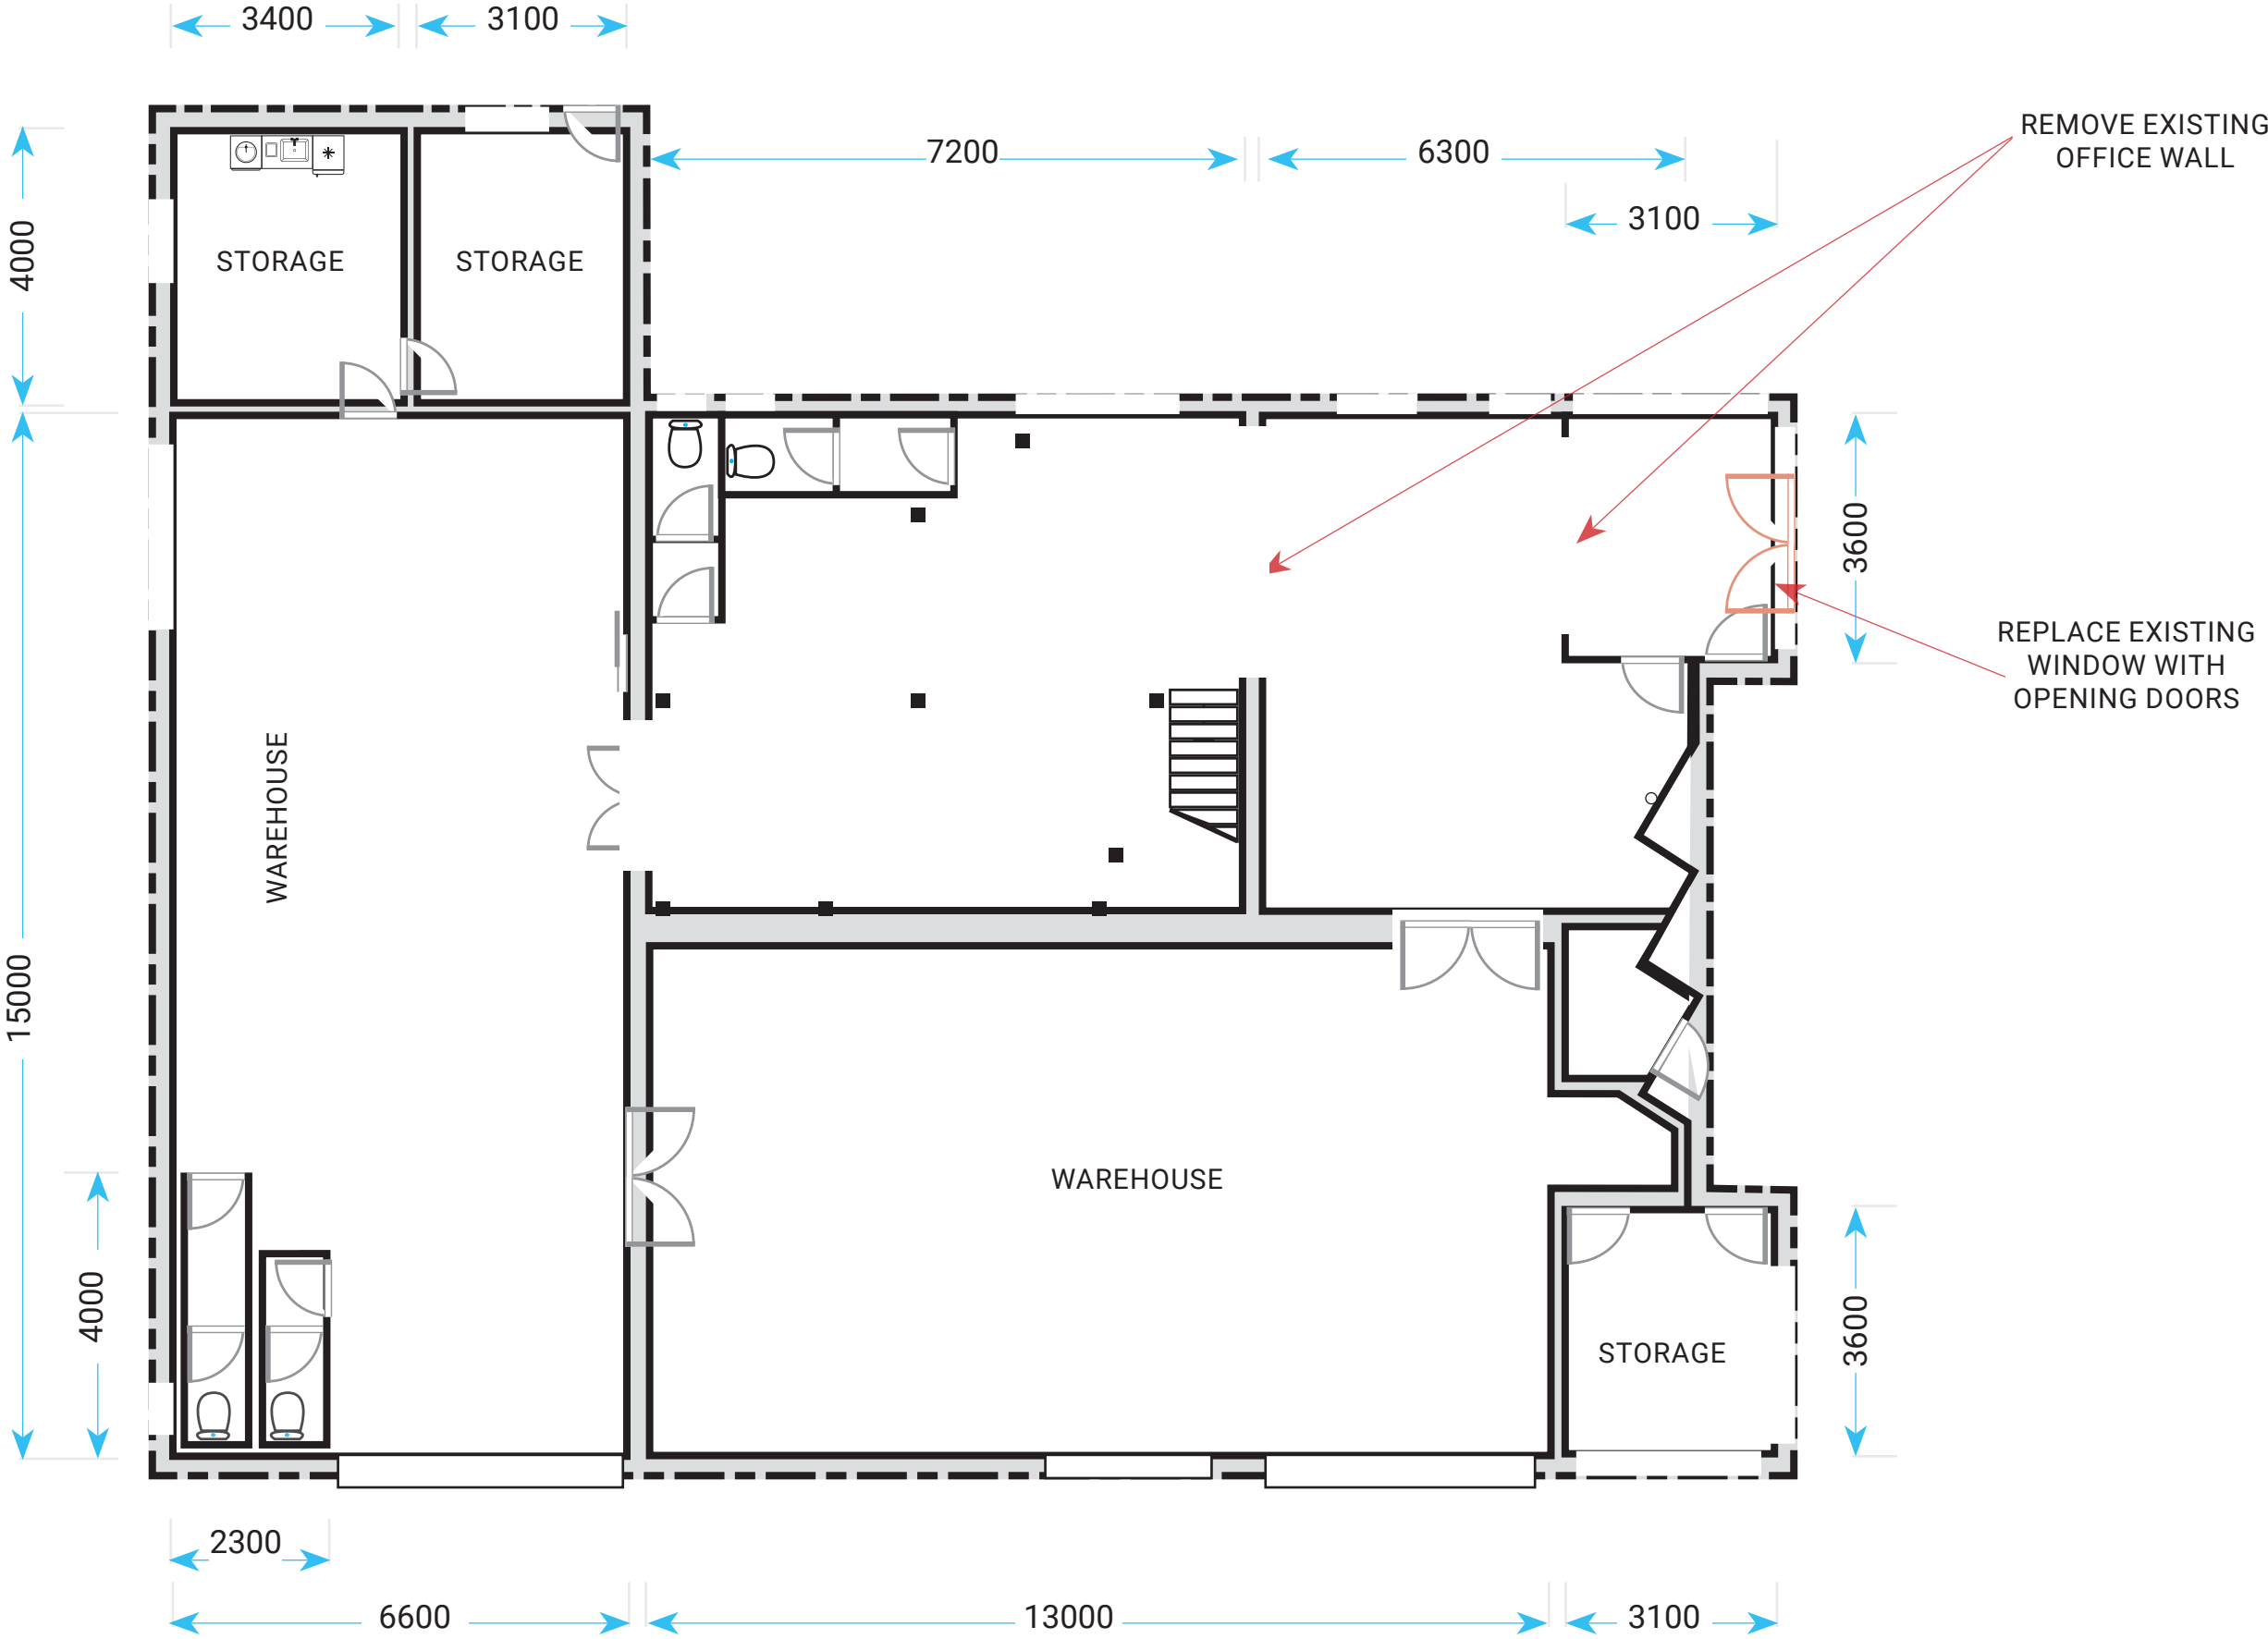 3400
3100
REMOVE EXISTING
OFFICE WALL
7200
6300
3100
4000
STORAGE
STORAGE
3600
REPLACE EXISTING
WINDOW WITH
OPENING DOORS
WAREHOUSE
15000
WAREHOUSE
4000
3600
STORAGE
2300
6600
13000
3100